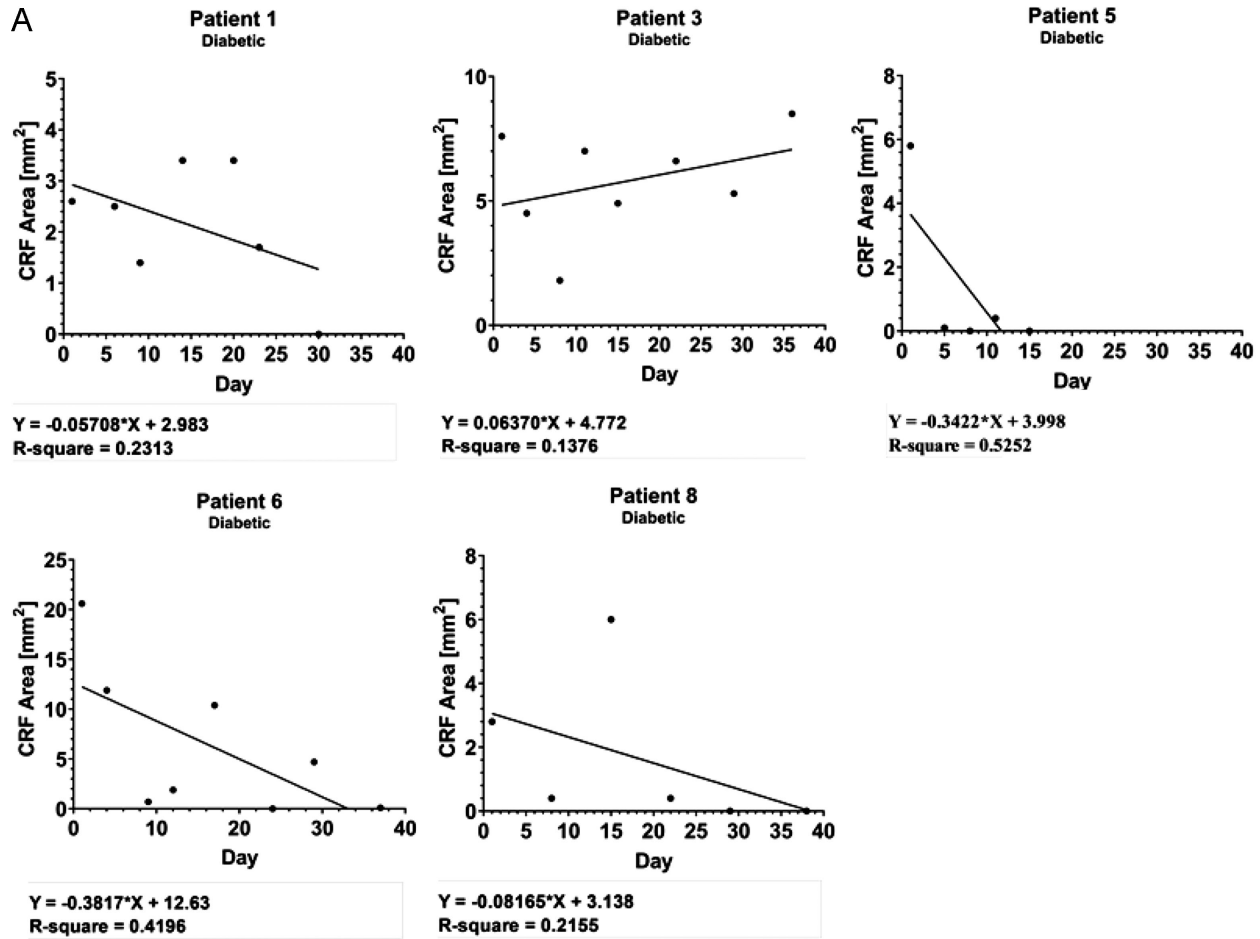 A
Patient 1
Diabetic
5
4
3
2
1
0
CRF Area [mm²]
0 5 10 15 20 25 30 35 40
Day
Y = -0.05708*X + 2.983
R-square = 0.2313
Patient 3
Diabetic
10
5
0
CRF Area [mm²]
0 5 10 15 20 25 30 35 40
Day
Y = 0.06370*X + 4.772
R-square = 0.1376
Patient 5
Diabetic
8
6
4
2
0
CRF Area [mm²]
0 5 10 15 20 25 30 35 40
Day
Y = -0.3422*X + 3.998
R-square = 0.5252
Patient 6
Diabetic
25
20
15
10
5
0
CRF Area [mm²]
0 10 20 30 40
Day
Y = -0.3817*X + 12.63
R-square = 0.4196
Patient 8
Diabetic
8
6
4
2
0
CRF Area [mm²]
0 5 10 15 20 25 30 35 40
Day
Y = -0.08165*X + 3.138
R-square = 0.2155